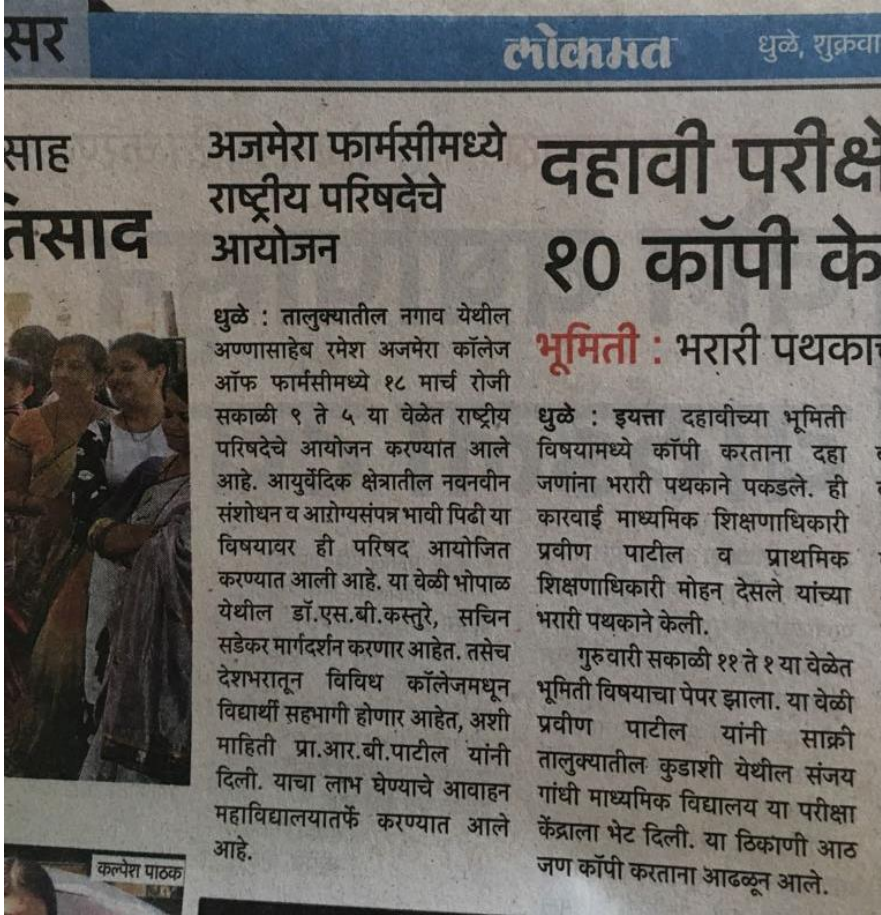 सर
लोकमत
धुळे, शुक्रवा
साह
तिसाद
अजमेरा फार्मसीमध्ये
राष्ट्रीय परिषदेचे
आयोजन
धुळे : तालुक्यातील नगाव येथील
अण्णासाहेब रमेश अजमेरा कॉलेज
ऑफ फार्मसीमध्ये १८ मार्च रोजी
सकाळी ९ ते ५ या वेळेत राष्ट्रीय
परिषदेचे आयोजन करण्यात आले
आहे. आयुर्वेदिक क्षेत्रातील नवनवीन
संशोधन व आरोग्यसंपन्न भावी पिढी या
विषयावर ही परिषद आयोजित
करण्यात आली आहे. या वेळी भोपाळ
येथील डॉ.एस.बी.कस्तुरे, सचिन
सडेकर मार्गदर्शन करणार आहेत. तसेच
देशभरातून विविध कॉलेजमधून
विद्यार्थी सहभागी होणार आहेत, अशी
माहिती प्रा.आर.बी.पाटील यांनी
दिली. याचा लाभ घेण्याचे आवाहन
महाविद्यालयातर्फे करण्यात आले
आहे.
दहावी परीक्षे
१0 कॉपी के
भूमिती : भरारी पथकाच
धुळे : इयत्ता दहावीच्या भूमिती
विषयामध्ये कॉपी करताना दहा
जणांना भरारी पथकाने पकडले. ही
कारवाई माध्यमिक शिक्षणाधिकारी
प्रवीण पाटील व प्राथमिक
शिक्षणाधिकारी मोहन देसले यांच्या
भरारी पथकाने केली.
गुरुवारी सकाळी ११ ते १ या वेळेत
भूमिती विषयाचा पेपर झाला. या वेळी
प्रवीण पाटील यांनी साक्री
तालुक्यातील कुडाशी येथील संजय
गांधी माध्यमिक विद्यालय या परीक्षा
केंद्राला भेट दिली. या ठिकाणी आठ
जण कॉपी करताना आढळून आले.
कल्पेश पाठक